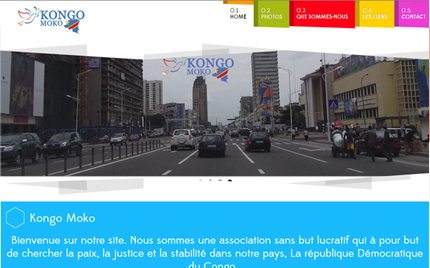 KONGO
MOKO
0.1
HOME
0.2
PHOTOS
0.3
QUI SOMMES-NOUS
0.4
LES LIENS
0.5
CONTACT
KONGO
MOKO
Kongo Moko
Bienvenue sur notre site. Nous sommes une association sans but lucratif qui à pour but
de chercher la paix, la justice et la stabilité dans notre pays, La république Démocratique
du Congo